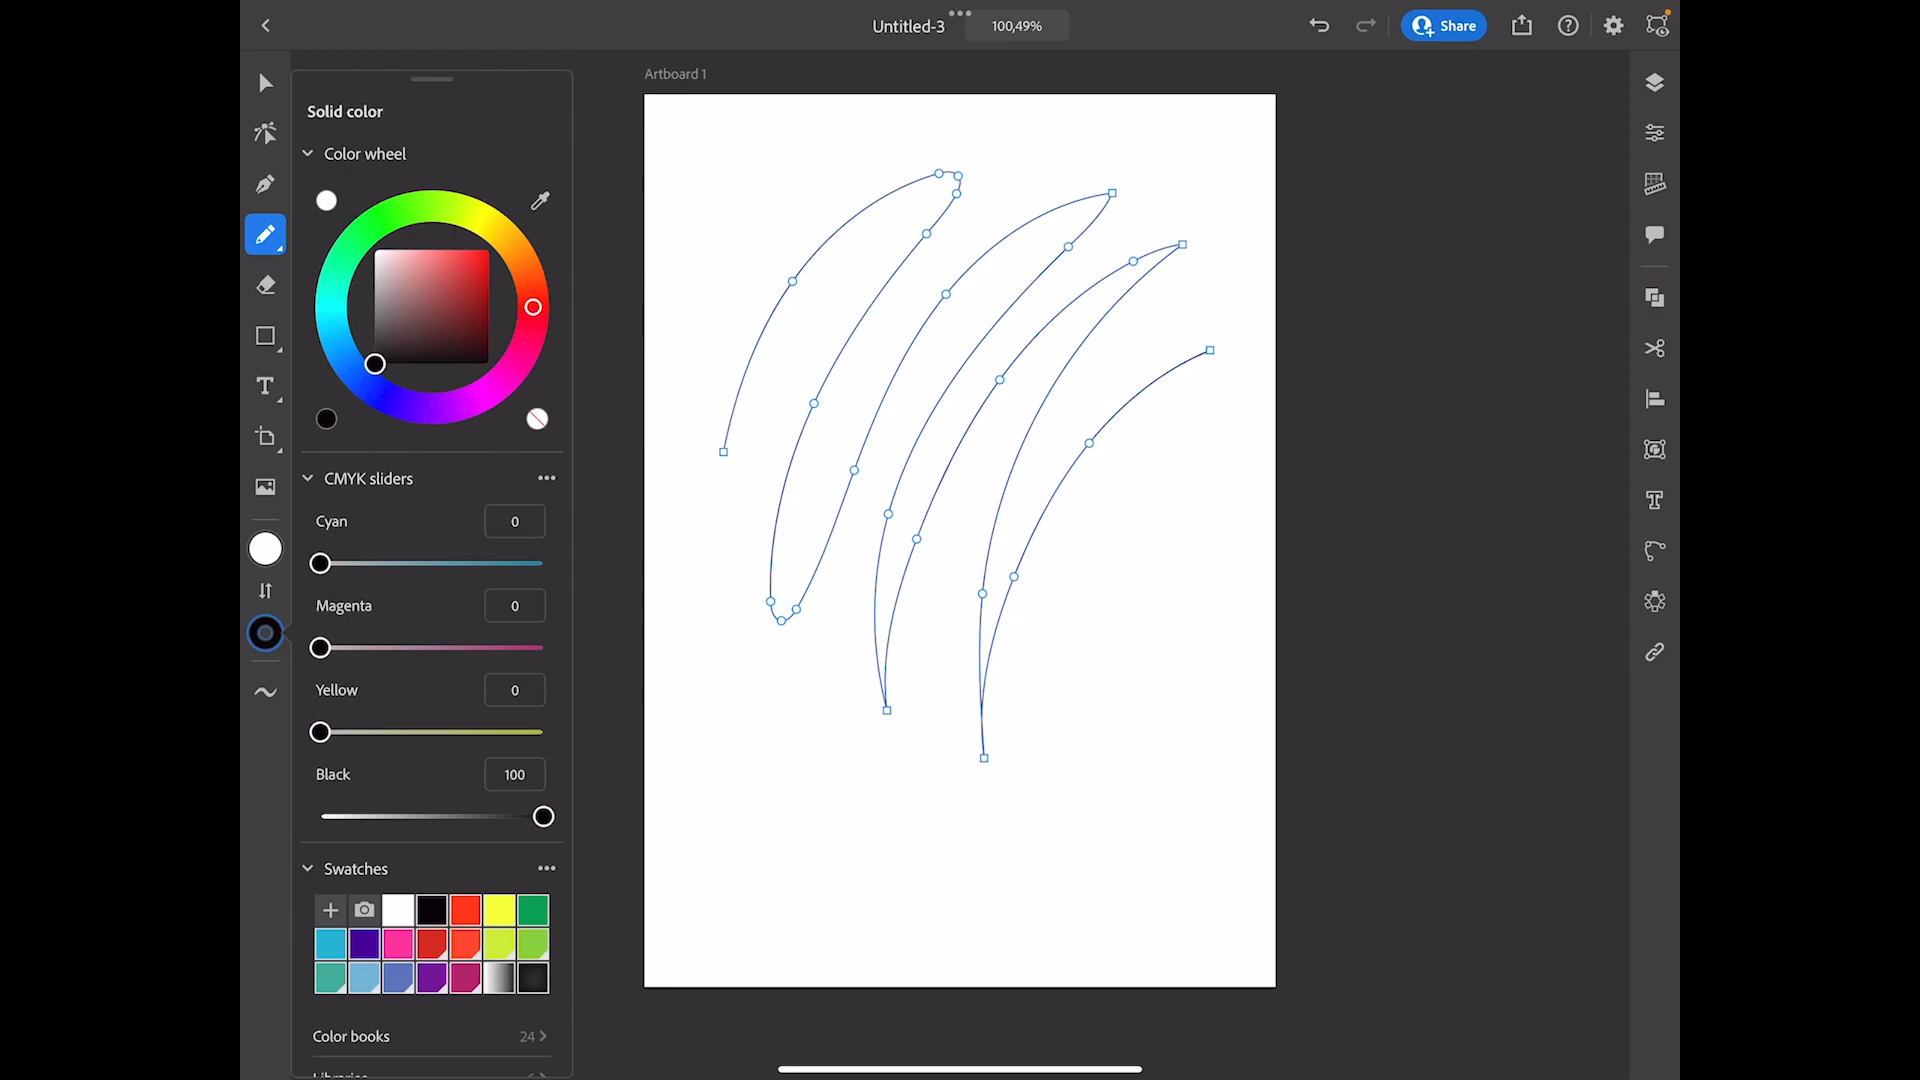 Untitled-3
100,49%
Share
Artboard 1
Solid color
Color wheel
CMYK sliders
Cyan
0
Magenta
0
Yellow
0
Black
100
Swatches
Color books
24